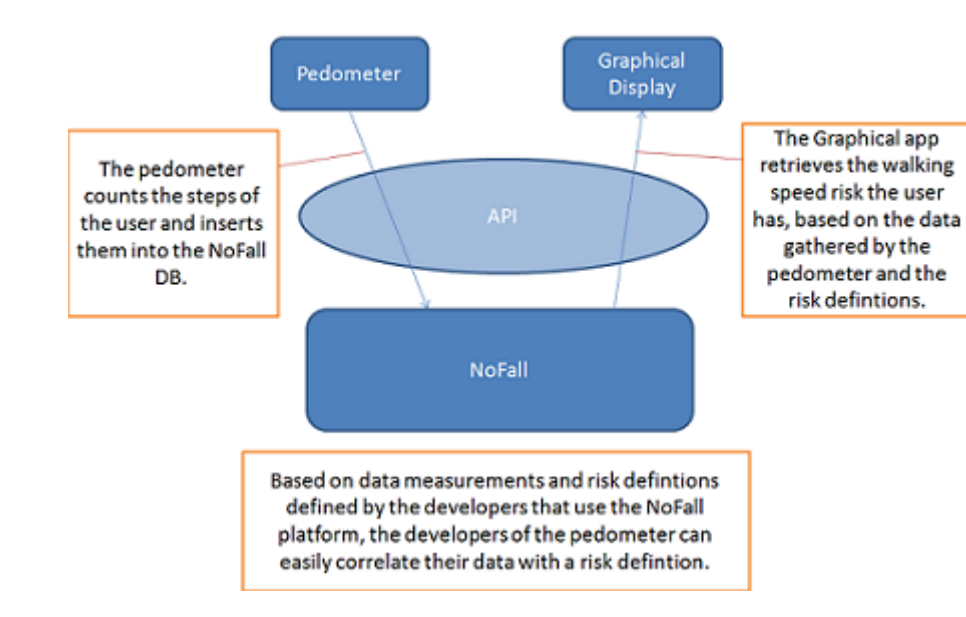 Pedometer
Graphical
Display
The pedometer
counts the steps of
the user and inserts
them into the NoFall
DB.
API
The Graphical app
retrieves the walking
speed risk the user
has, based on the data
gathered by the
pedometer and the
risk defintions.
NoFall
Based on data measurements and risk defintions
defined by the developers that use the NoFall
platform, the developers of the pedometer can
easily correlate their data with a risk defintion.